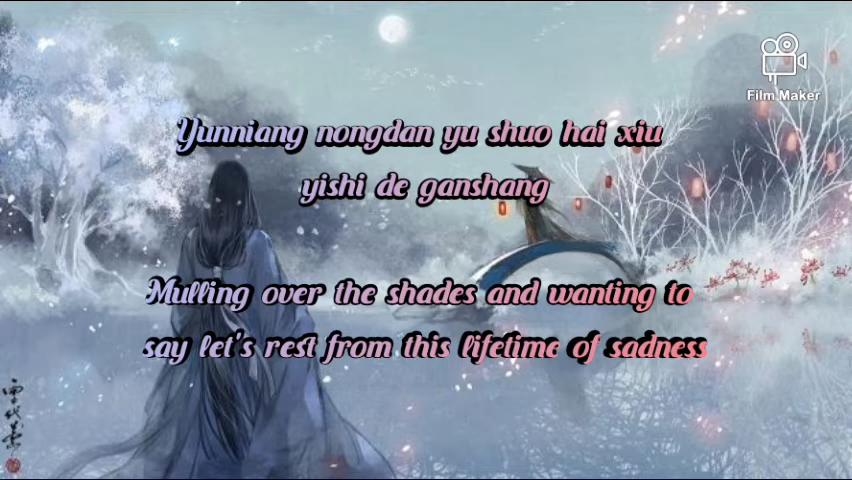 Film Maker
Yunniang nongdan yu shuo hai xiu
yishi de ganshang
Mulling over the shades and wanting to
say let's rest from this lifetime of sadness